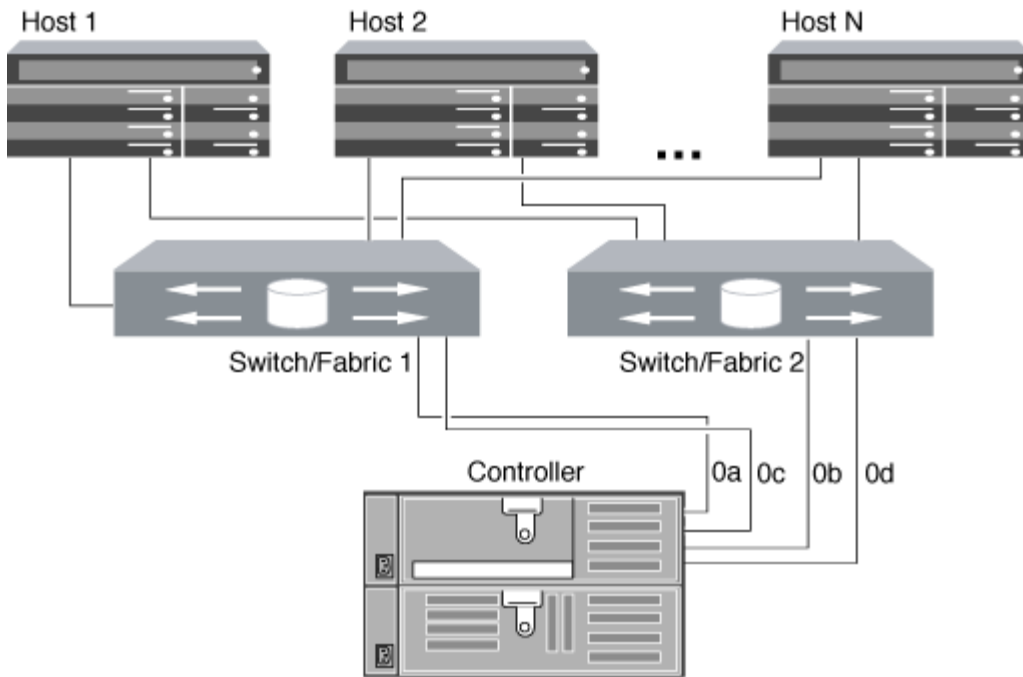 Host 1
Host 2
Host N
...
Switch/Fabric 1
Switch/Fabric 2
Controller
0a
0c
0b
0d